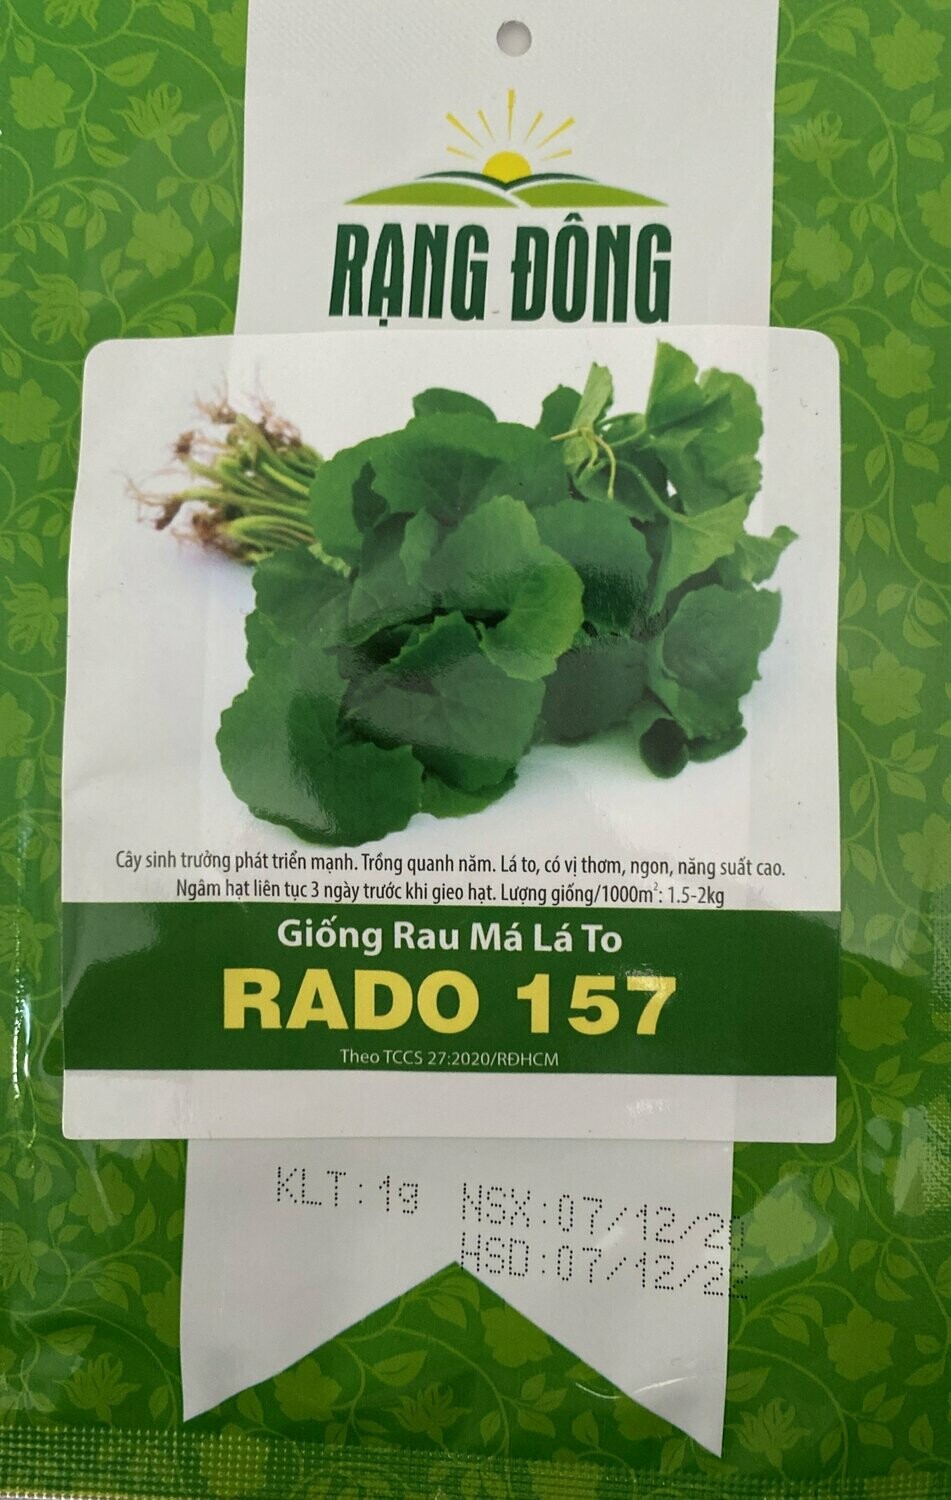 RẠNG ĐÔNG
Cây sinh trưởng phát triển mạnh. Trồng quanh năm. Lá to, có vị thơm, ngon, năng suất cao.
Ngâm hạt liên tục 3 ngày trước khi gieo hạt. Lượng giống/1000m²: 1.5-2kg
Giống Rau Má Lá To
RADO 157
Theo TCCS 27:2020/RĐHCM
KLT:1g NSX:07/12/20
HSD:07/12/22